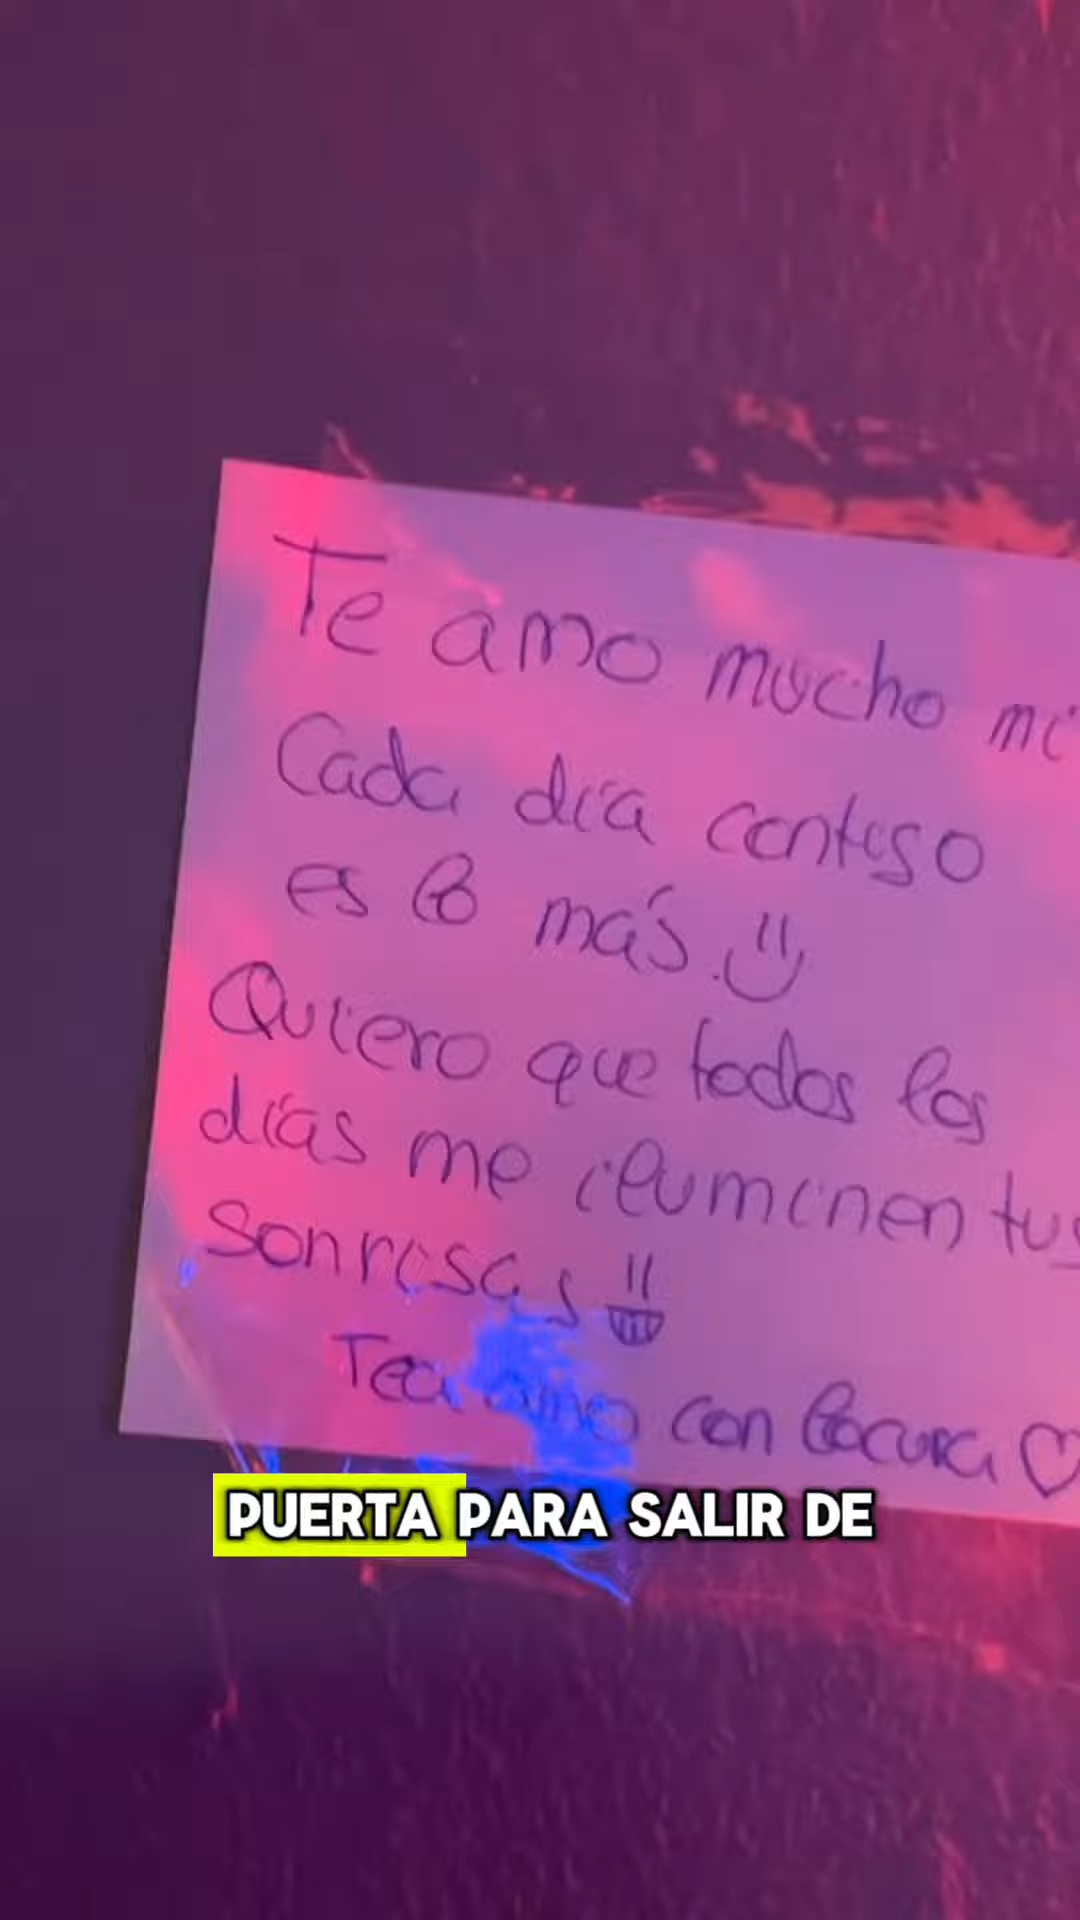 Te amo mucho mi
Cada día contigo
es lo más.
Quiero que todos los
días me iluminen tus
sonrisas
Te amo con locura ♡
PUERTA PARA SALIR DE